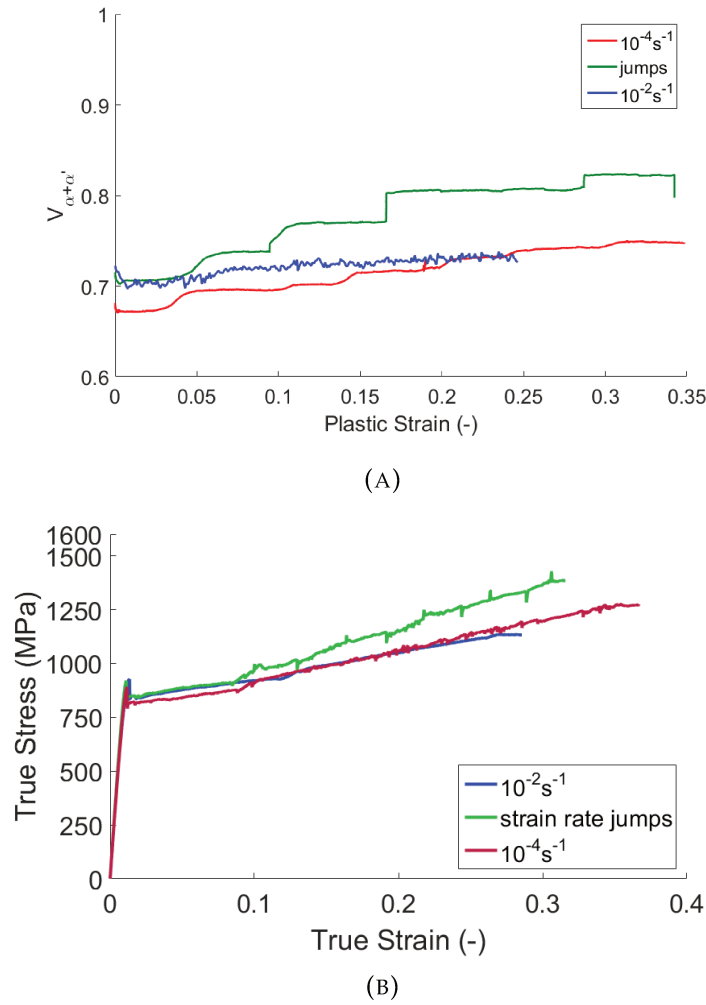 1
0.9
0.8
0.7
0.6
V α+α'
10⁻⁴s⁻¹
jumps
10⁻²s⁻¹
0 0.05 0.1 0.15 0.2 0.25 0.3 0.35
Plastic Strain (-)
(A)
1600
1500
1250
1000
750
500
250
0
True Stress (MPa)
10⁻²s⁻¹
strain rate jumps
10⁻⁴s⁻¹
0 0.1 0.2 0.3 0.4
True Strain (-)
(B)